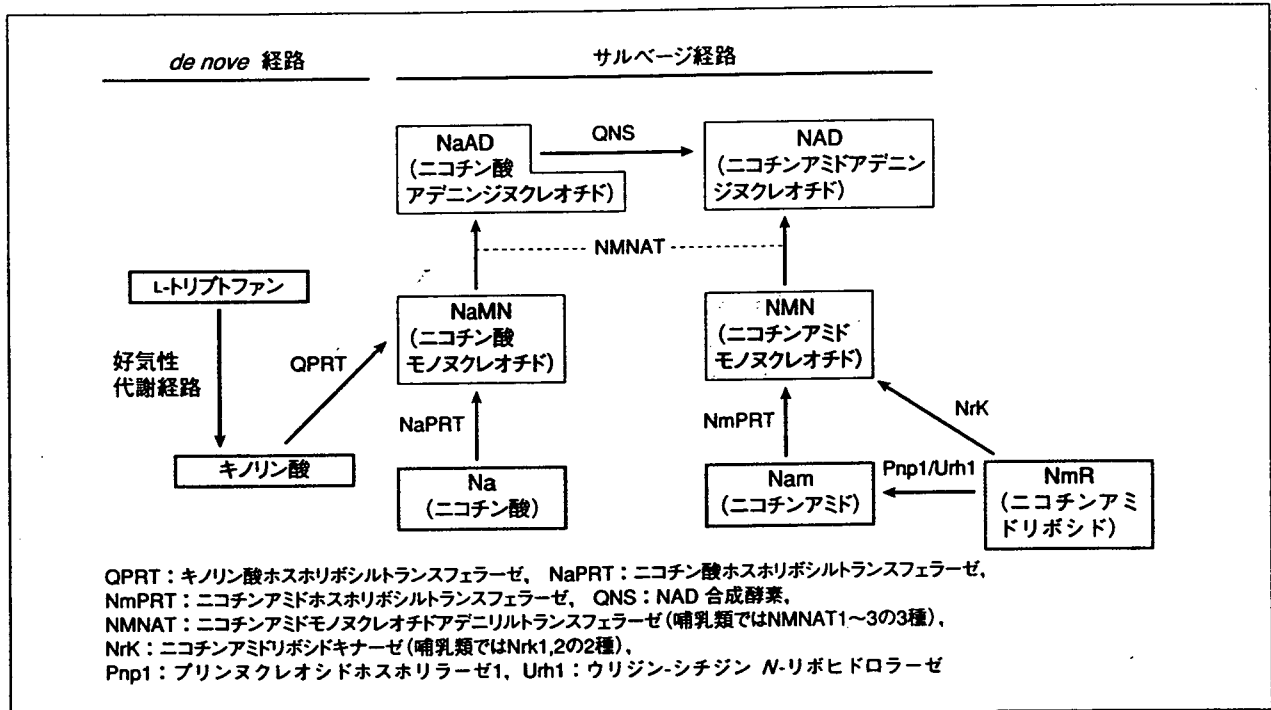 de nove 経路
サルベージ経路
NaAD
(ニコチン酸
アデニンジヌクレオチド)
QNS
NAD
(ニコチンアミドアデニン
ジヌクレオチド)
NMNAT
L-トリプトファン
NaMN
(ニコチン酸
モノヌクレオチド)
NMN
(ニコチンアミド
モノヌクレオチド)
好気性
代謝経路
QPRT
NaPRT
NmPRT
NrK
キノリン酸
Na
(ニコチン酸)
Nam
(ニコチンアミド)
Pnp1/Urh1
NmR
(ニコチンアミ
ドリボシド)
QPRT:キノリン酸ホスホリボシルトランスフェラーゼ, NaPRT:ニコチン酸ホスホリボシルトランスフェラーゼ,
NmPRT:ニコチンアミドホスホリボシルトランスフェラーゼ, QNS:NAD 合成酵素,
NMNAT:ニコチンアミドモノヌクレオチドアデニリルトランスフェラーゼ(哺乳類ではNMNAT1〜3の3種),
NrK:ニコチンアミドリボシドキナーゼ(哺乳類ではNrk1,2の2種),
Pnp1:プリンヌクレオシドホスホリラーゼ1, Urh1:ウリジン-シチジン N-リボヒドロラーゼ